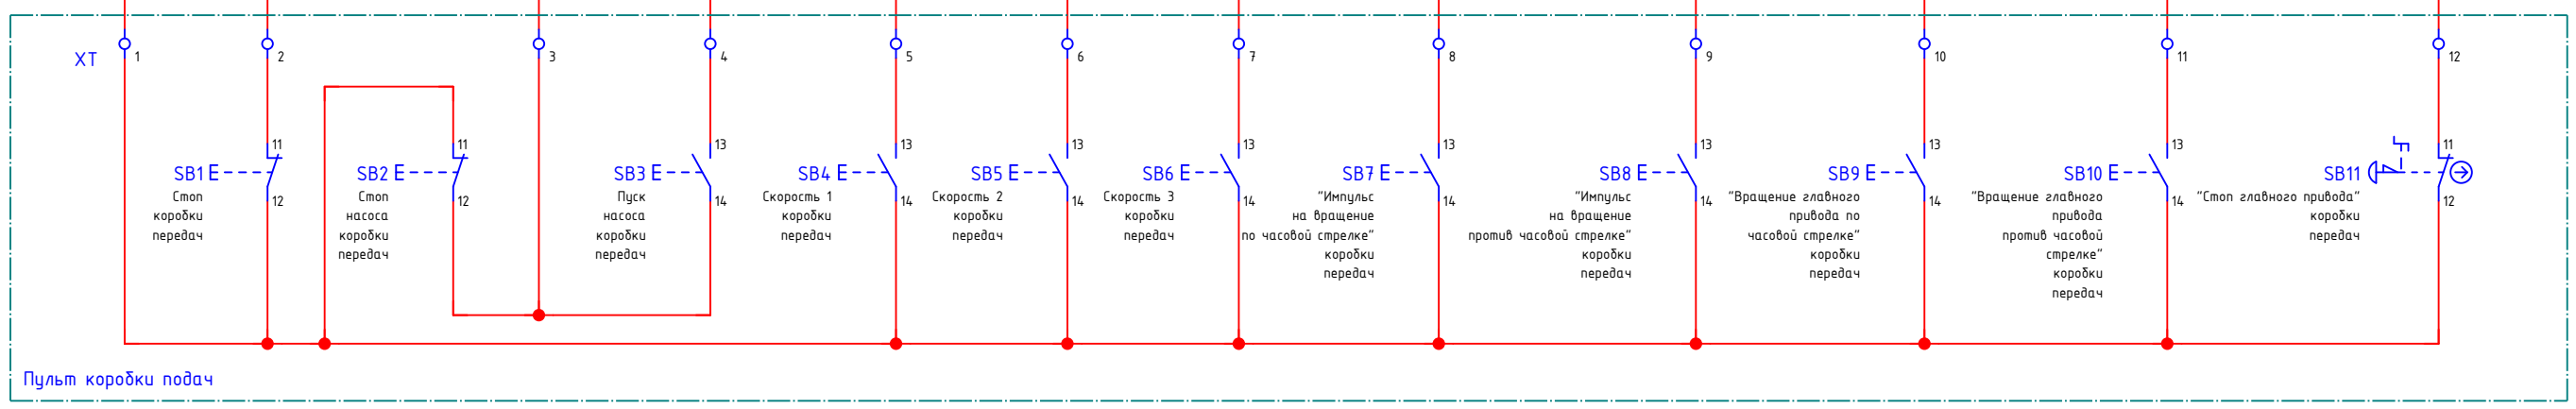 XT
1
2
3
4
5
6
7
8
9
10
11
12
11
SB1
12
Стоп
коробки
передач
11
SB2
12
Стоп
насоса
коробки
передач
13
SB3
14
Пуск
насоса
коробки
передач
13
SB4
14
Скорость 1
коробки
передач
13
SB5
14
Скорость 2
коробки
передач
13
SB6
14
Скорость 3
коробки
передач
13
SB7
14
"Импульс
на вращение
по часовой стрелке"
коробки
передач
13
SB8
14
"Импульс
на вращение
против часовой стрелке"
коробки
передач
13
SB9
14
"Вращение главного
привода по
часовой стрелке"
коробки
передач
13
SB10
14
"Вращение главного
привода
против часовой
стрелке"
коробки
передач
11
SB11
12
"Стоп главного привода"
коробки
передач
Пульт коробки подач